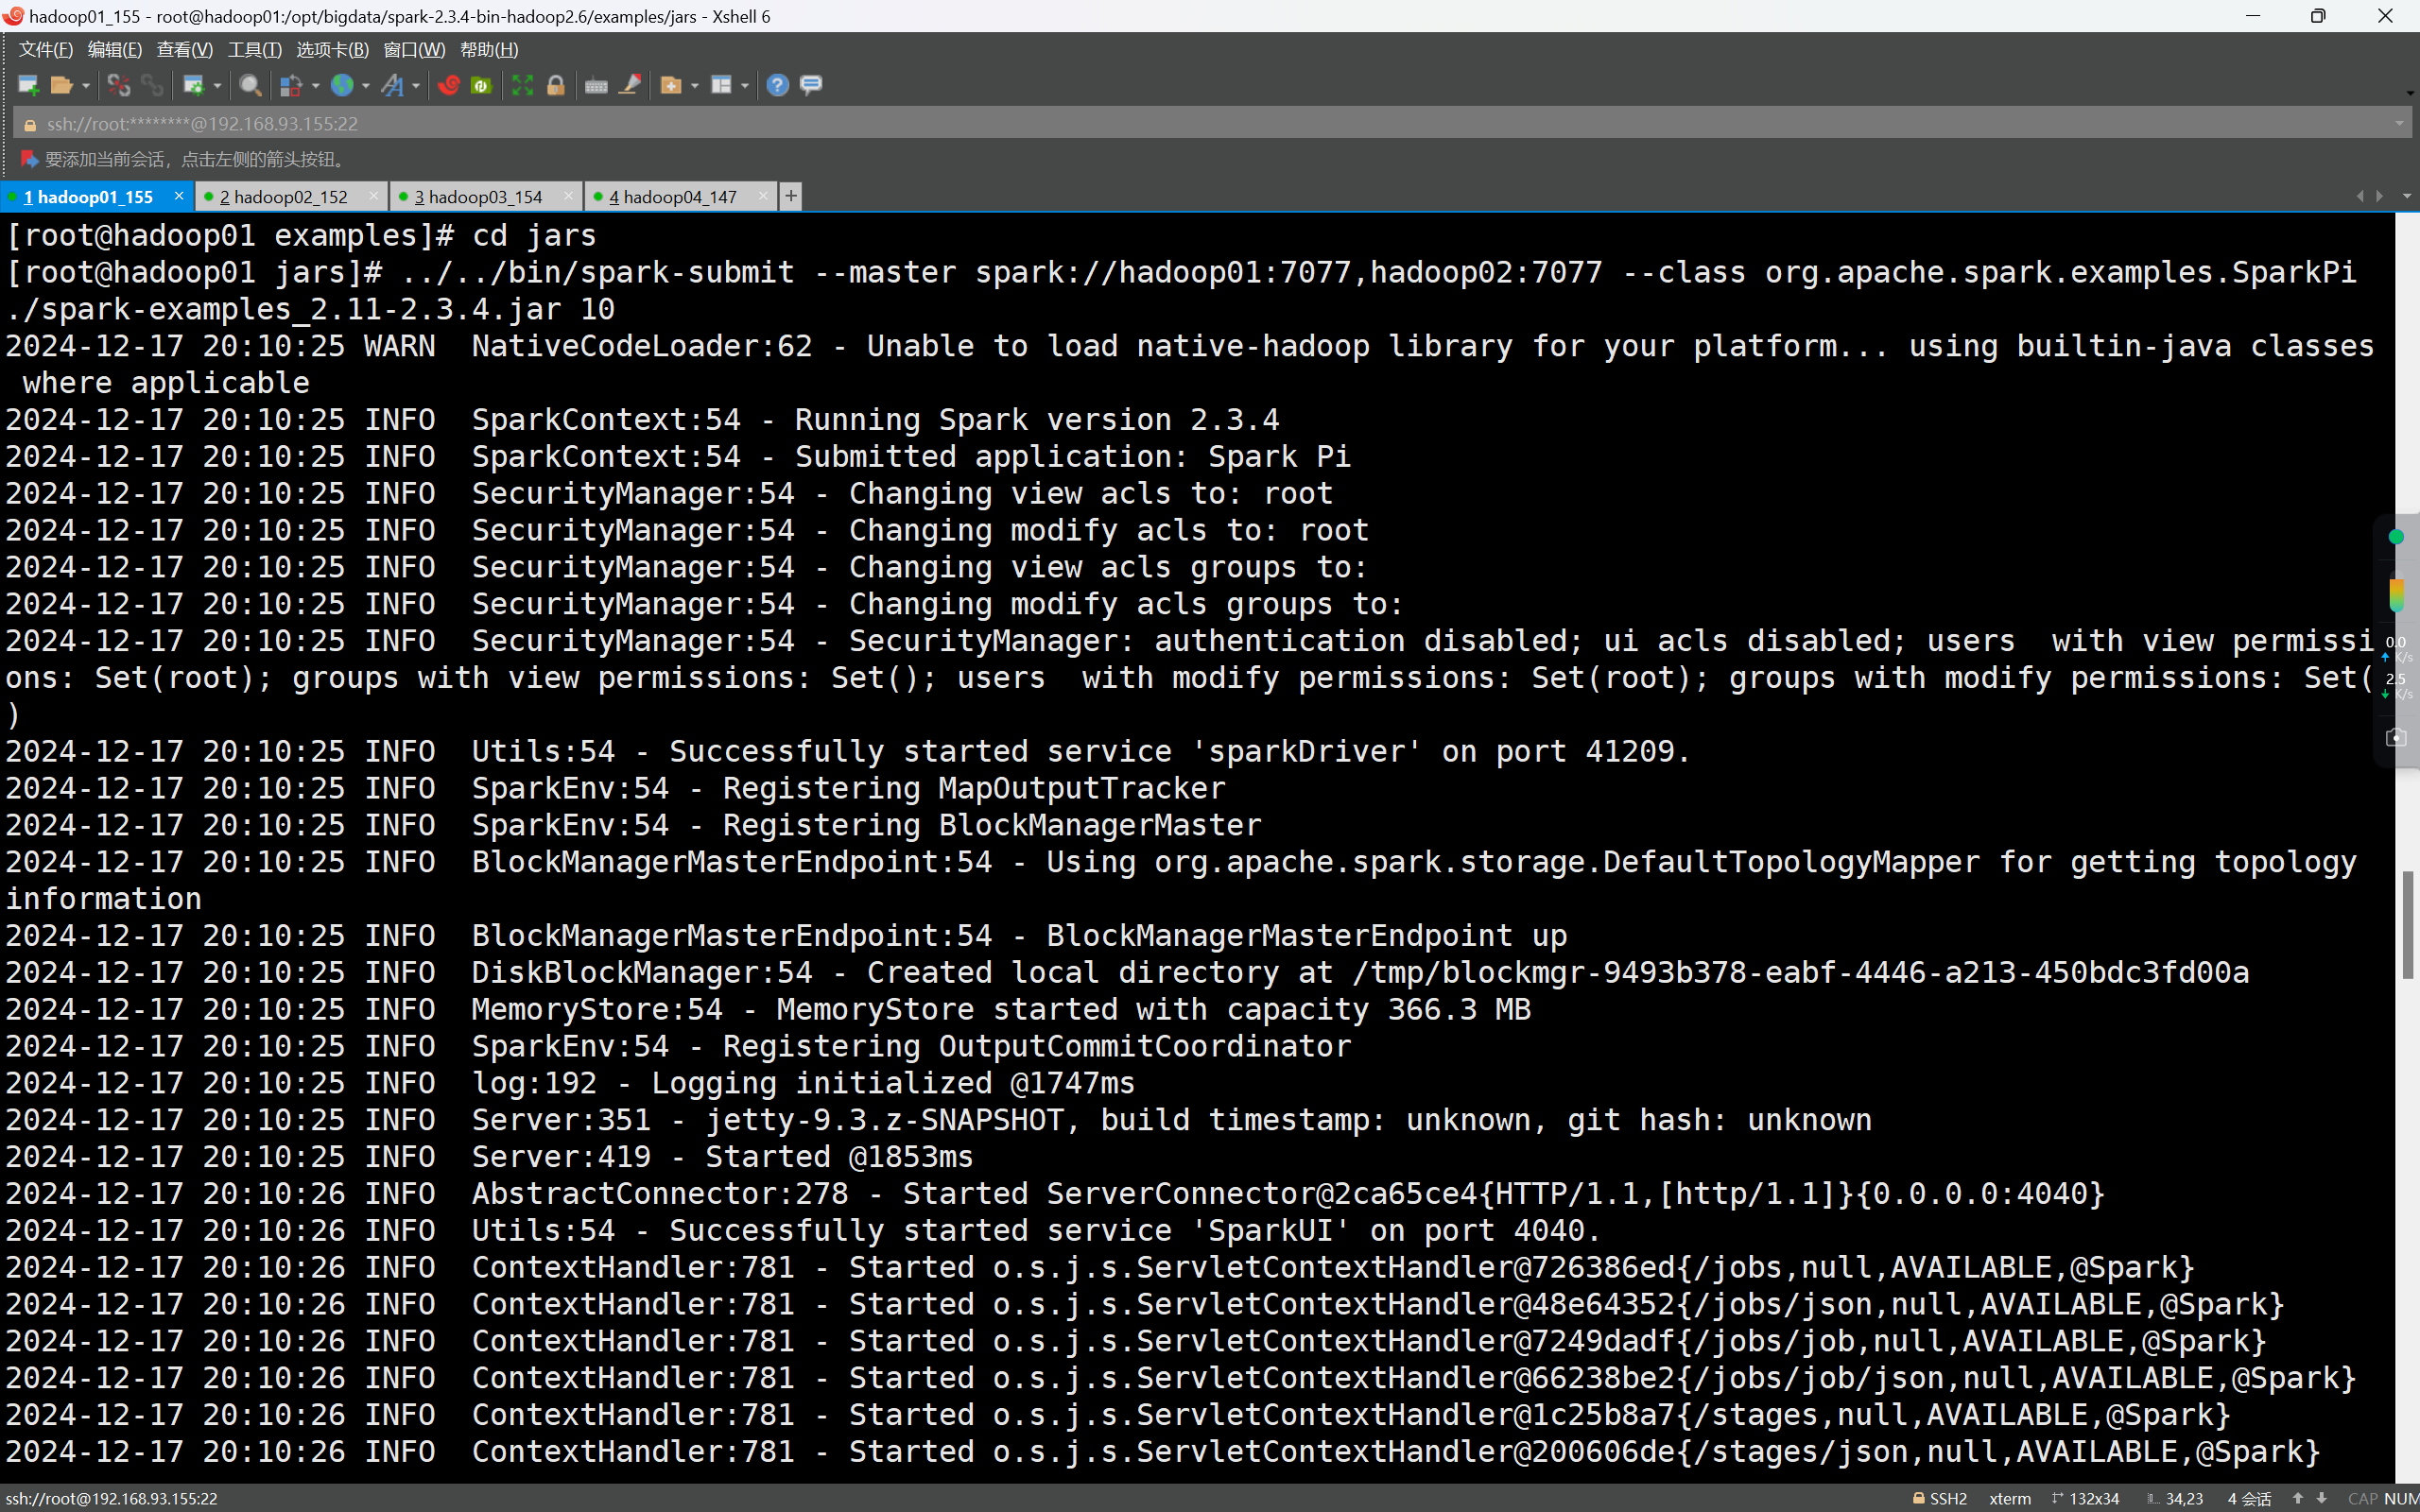 hadoop01_155 - root@hadoop01:/opt/bigdata/spark-2.3.4-bin-hadoop2.6/examples/jars - Xshell 6
文件(F) 编辑(E) 查看(V) 工具(T) 选项卡(B) 窗口(W) 帮助(H)
ssh://root:********@192.168.93.155:22
要添加当前会话，点击左侧的箭头按钮。
1 hadoop01_155 × 2 hadoop02_152 × 3 hadoop03_154 × 4 hadoop04_147 × +
[root@hadoop01 examples]# cd jars
[root@hadoop01 jars]# ../../bin/spark-submit --master spark://hadoop01:7077,hadoop02:7077 --class org.apache.spark.examples.SparkPi
./spark-examples_2.11-2.3.4.jar 10
2024-12-17 20:10:25 WARN  NativeCodeLoader:62 - Unable to load native-hadoop library for your platform... using builtin-java classes
 where applicable
2024-12-17 20:10:25 INFO  SparkContext:54 - Running Spark version 2.3.4
2024-12-17 20:10:25 INFO  SparkContext:54 - Submitted application: Spark Pi
2024-12-17 20:10:25 INFO  SecurityManager:54 - Changing view acls to: root
2024-12-17 20:10:25 INFO  SecurityManager:54 - Changing modify acls to: root
2024-12-17 20:10:25 INFO  SecurityManager:54 - Changing view acls groups to:
2024-12-17 20:10:25 INFO  SecurityManager:54 - Changing modify acls groups to:
2024-12-17 20:10:25 INFO  SecurityManager:54 - SecurityManager: authentication disabled; ui acls disabled; users  with view permissi
ons: Set(root); groups with view permissions: Set(); users  with modify permissions: Set(root); groups with modify permissions: Set(
)
2024-12-17 20:10:25 INFO  Utils:54 - Successfully started service 'sparkDriver' on port 41209.
2024-12-17 20:10:25 INFO  SparkEnv:54 - Registering MapOutputTracker
2024-12-17 20:10:25 INFO  SparkEnv:54 - Registering BlockManagerMaster
2024-12-17 20:10:25 INFO  BlockManagerMasterEndpoint:54 - Using org.apache.spark.storage.DefaultTopologyMapper for getting topology
information
2024-12-17 20:10:25 INFO  BlockManagerMasterEndpoint:54 - BlockManagerMasterEndpoint up
2024-12-17 20:10:25 INFO  DiskBlockManager:54 - Created local directory at /tmp/blockmgr-9493b378-eabf-4446-a213-450bdc3fd00a
2024-12-17 20:10:25 INFO  MemoryStore:54 - MemoryStore started with capacity 366.3 MB
2024-12-17 20:10:25 INFO  SparkEnv:54 - Registering OutputCommitCoordinator
2024-12-17 20:10:25 INFO  log:192 - Logging initialized @1747ms
2024-12-17 20:10:25 INFO  Server:351 - jetty-9.3.z-SNAPSHOT, build timestamp: unknown, git hash: unknown
2024-12-17 20:10:25 INFO  Server:419 - Started @1853ms
2024-12-17 20:10:26 INFO  AbstractConnector:278 - Started ServerConnector@2ca65ce4{HTTP/1.1,[http/1.1]}{0.0.0.0:4040}
2024-12-17 20:10:26 INFO  Utils:54 - Successfully started service 'SparkUI' on port 4040.
2024-12-17 20:10:26 INFO  ContextHandler:781 - Started o.s.j.s.ServletContextHandler@726386ed{/jobs,null,AVAILABLE,@Spark}
2024-12-17 20:10:26 INFO  ContextHandler:781 - Started o.s.j.s.ServletContextHandler@48e64352{/jobs/json,null,AVAILABLE,@Spark}
2024-12-17 20:10:26 INFO  ContextHandler:781 - Started o.s.j.s.ServletContextHandler@7249dadf{/jobs/job,null,AVAILABLE,@Spark}
2024-12-17 20:10:26 INFO  ContextHandler:781 - Started o.s.j.s.ServletContextHandler@66238be2{/jobs/job/json,null,AVAILABLE,@Spark}
2024-12-17 20:10:26 INFO  ContextHandler:781 - Started o.s.j.s.ServletContextHandler@1c25b8a7{/stages,null,AVAILABLE,@Spark}
2024-12-17 20:10:26 INFO  ContextHandler:781 - Started o.s.j.s.ServletContextHandler@200606de{/stages/json,null,AVAILABLE,@Spark}
0.0
K/s
2.5
K/s
ssh://root@192.168.93.155:22 SSH2 xterm 132x34 34,23 4 会话 CAP NUM